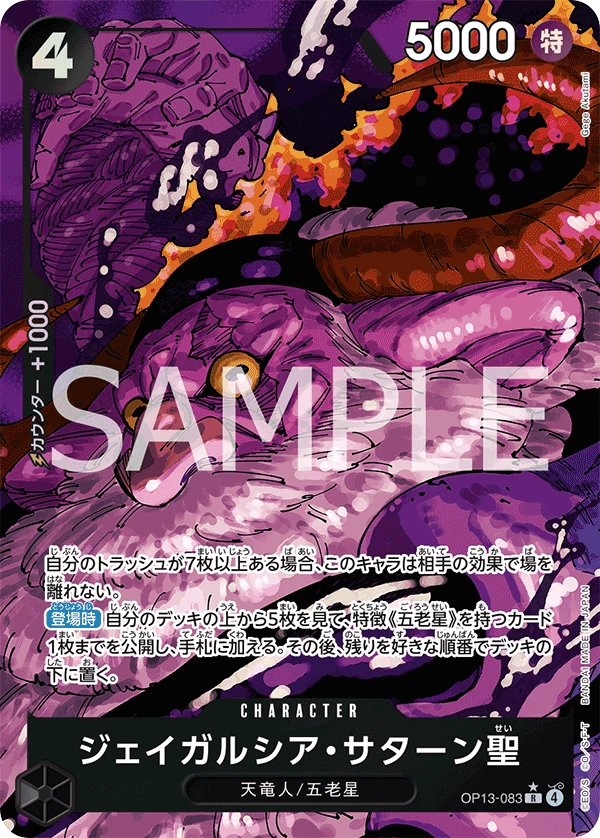 4
5000 特
Gege Akutami
カウンター +1000
SAMPLE
自分のトラッシュが7枚以上ある場合、このキャラは相手の効果で場を
離れない。
登場時 自分のデッキの上から5枚を見て、特徴《五老星》を持つカード
1枚までを公開し、手札に加える。その後、残りを好きな順番でデッキの
下に置く。
CHARACTER
ジェイガルシア・サターン聖
天竜人/五老星
OP13-083 R 4
©E.O/S. ©O./S・F・T BANDAI MADE IN JAPAN